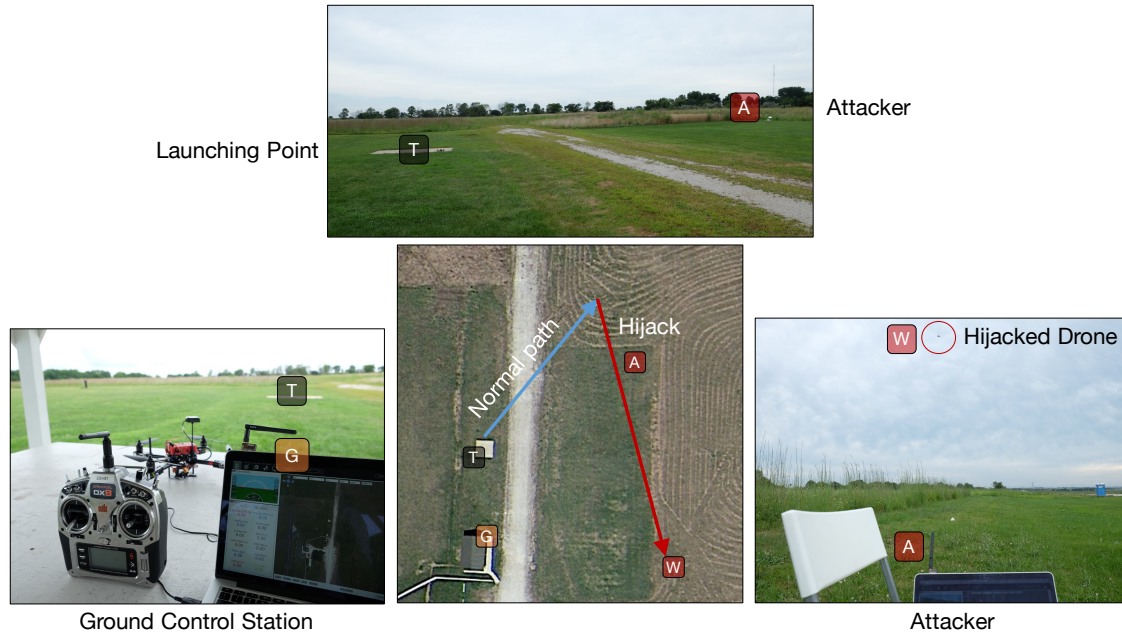 A
Attacker
T
Launching Point
Normal path
Hijack
A
T
G
W
T
G
DX8
Ground Control Station
W
Hijacked Drone
A
Attacker